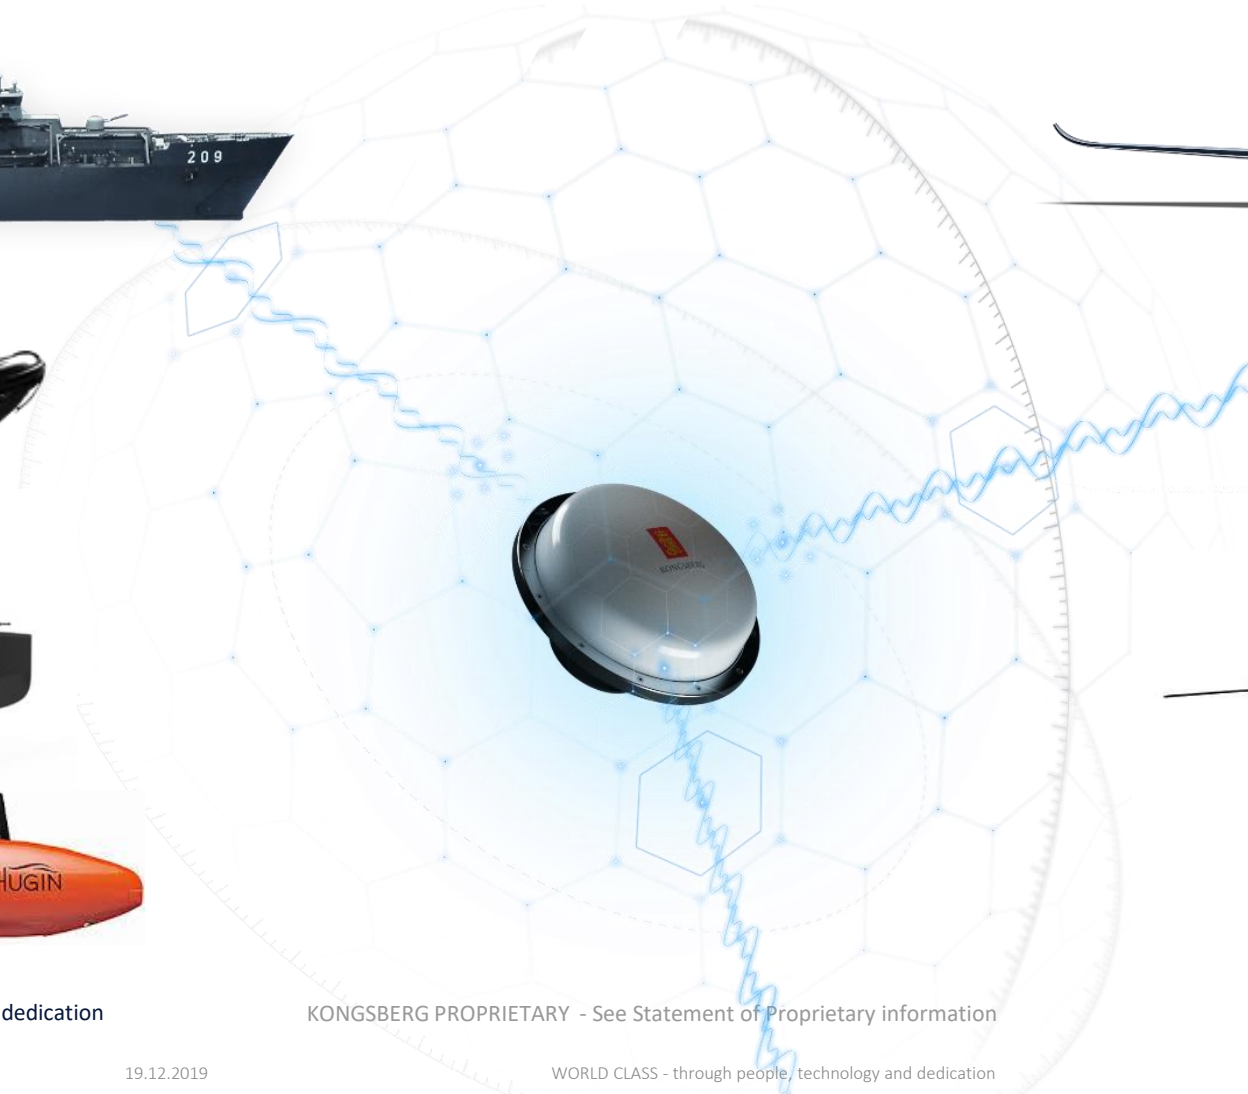 209
KONGSBERG
HUGIN
dedication
KONGSBERG PROPRIETARY - See Statement of Proprietary information
19.12.2019
WORLD CLASS - through people, technology and dedication